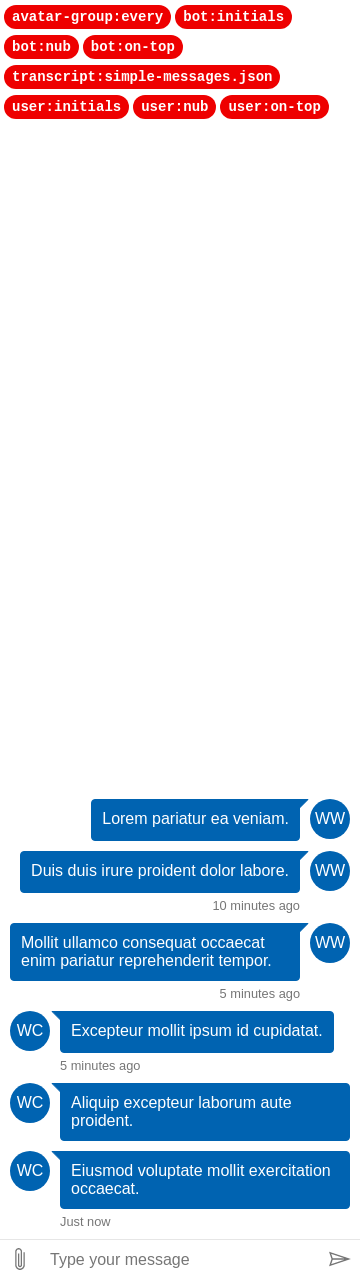 avatar-group:every bot:initials
bot:nub bot:on-top
transcript:simple-messages.json
user:initials user:nub user:on-top
Lorem pariatur ea veniam. WW
Duis duis irure proident dolor labore. WW
10 minutes ago
Mollit ullamco consequat occaecat WW
enim pariatur reprehenderit tempor.
5 minutes ago
WC Excepteur mollit ipsum id cupidatat.
5 minutes ago
WC Aliquip excepteur laborum aute
proident.
WC Eiusmod voluptate mollit exercitation
occaecat.
Just now
Type your message